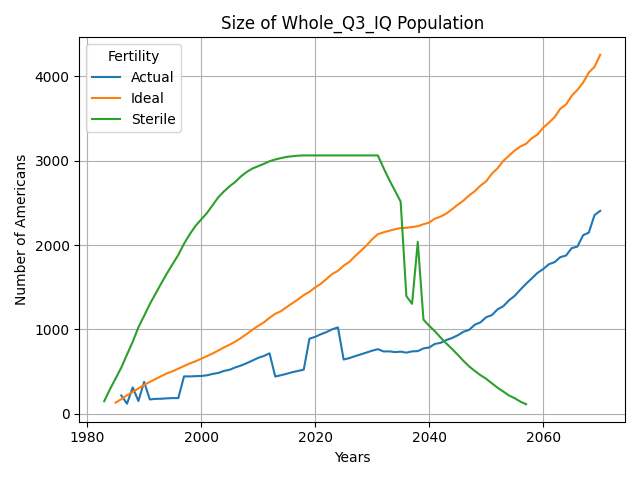 Size of Whole_Q3_IQ Population
Fertility
Actual
Ideal
Sterile
Number of Americans
4000
3000
2000
1000
0
1980
2000
2020
2040
2060
Years